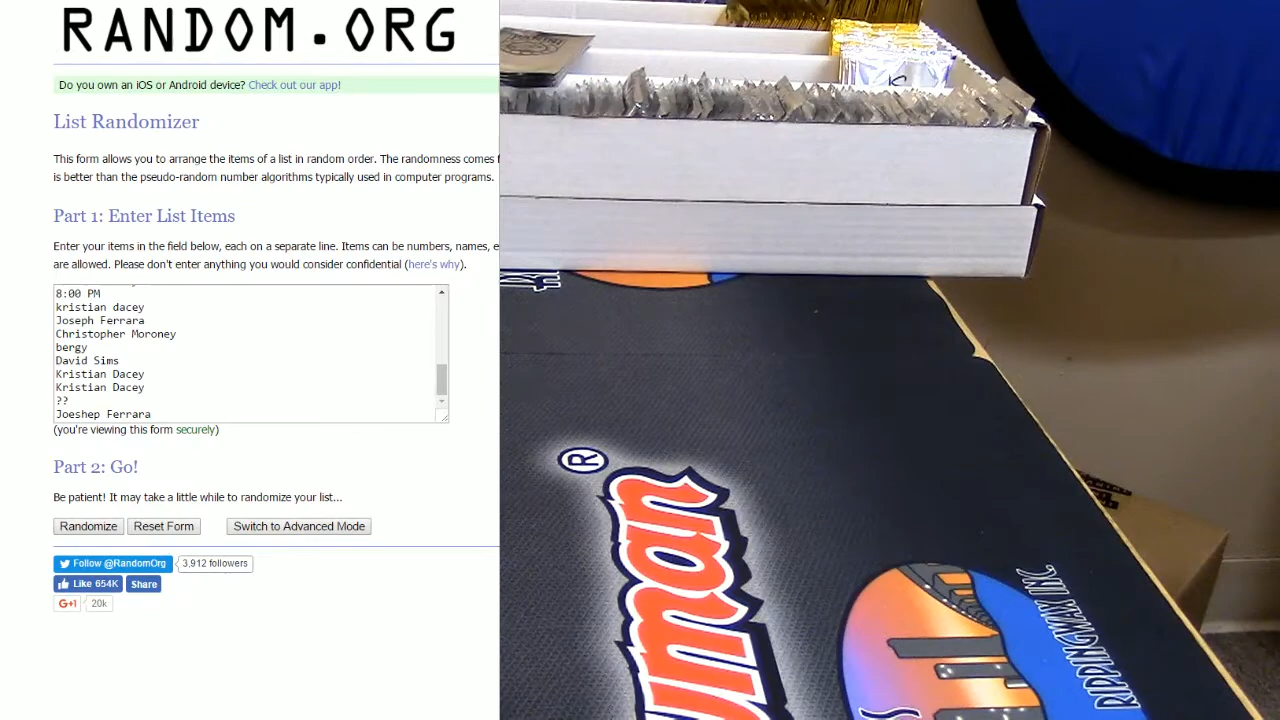 RANDOM.ORG
Do you own an iOS or Android device? Check out our app!
List Randomizer
This form allows you to arrange the items of a list in random order. The randomness comes
is better than the pseudo-random number algorithms typically used in computer programs.
Part 1: Enter List Items
Enter your items in the field below, each on a separate line. Items can be numbers, names,
are allowed. Please don't enter anything you would consider confidential (here's why).
8:00 PM
kristian dacey
Joseph Ferrara
Christopher Moroney
bergy
David Sims
Kristian Dacey
Kristian Dacey
??
Joeshep Ferrara
(you're viewing this form securely)
Part 2: Go!
Be patient! It may take a little while to randomize your list...
Randomize Reset Form Switch to Advanced Mode
Follow @RandomOrg 3,912 followers
Like 654K Share
G+1 20k
®
RIPPINGWAX INC